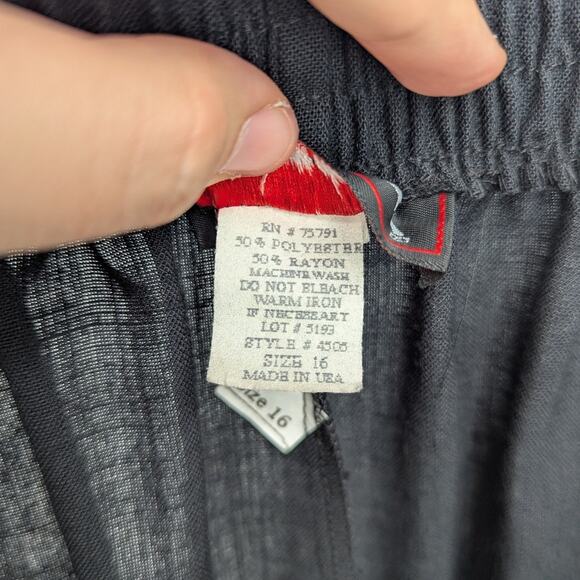 RN # 75791
50% POLYESTER
50% RAYON
MACHINE WASH
DO NOT BLEACH
WARM IRON
IF NECESSARY
LOT # 5193
STYLE # 4505
SIZE 16
MADE IN USA
ize 16